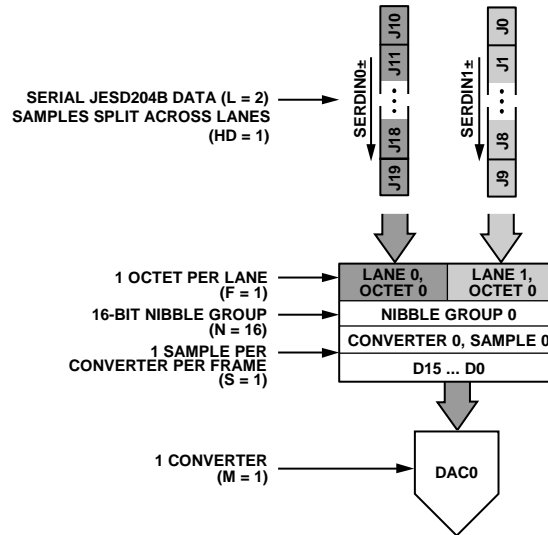 J10
J11
J18
J19
SERDIN0±
J0
J1
J8
J9
SERDIN1±
SERIAL JESD204B DATA (L = 2)
SAMPLES SPLIT ACROSS LANES
(HD = 1)
1 OCTET PER LANE
(F = 1)
LANE 0,
OCTET 0
LANE 1,
OCTET 0
16-BIT NIBBLE GROUP
(N = 16)
NIBBLE GROUP 0
1 SAMPLE PER
CONVERTER PER FRAME
(S = 1)
CONVERTER 0, SAMPLE 0
D15 ... D0
1 CONVERTER
(M = 1)
DAC0